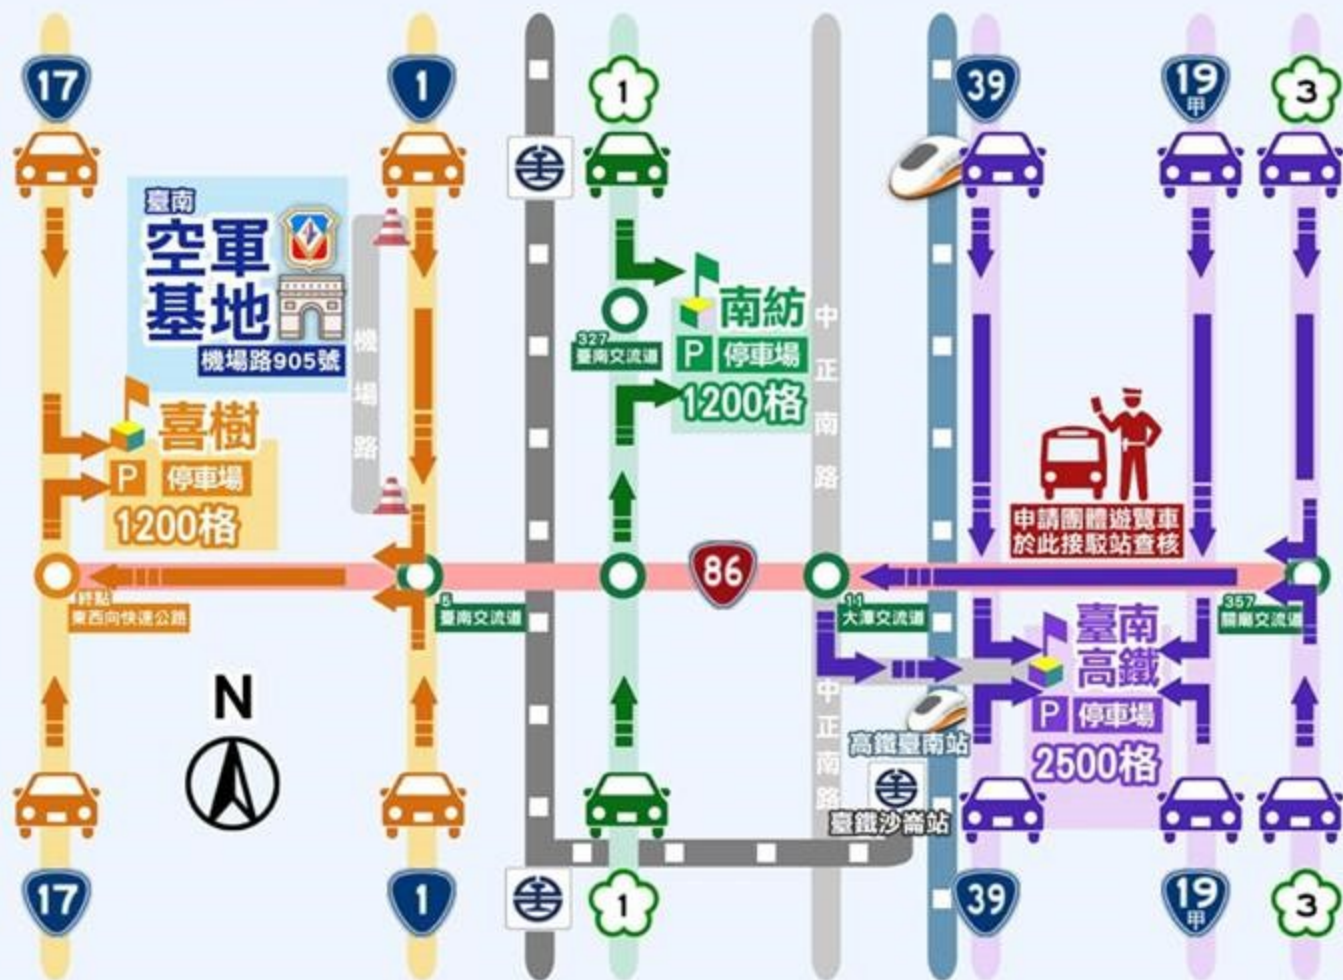 17
1
1
39
19
甲
3
臺南
空軍
基地
機場路905號
機場路
喜樹
P 停車場
1200格
327
臺南交流道
南紡
P 停車場
1200格
中正南路
申請團體遊覽車
於此接駁站查核
86
終點
東西向快速公路
5
臺南交流道
11
大潭交流道
357
關廟交流道
臺南
高鐵
P 停車場
2500格
中正南路
高鐵臺南站
臺鐵沙崙站
N
17
1
1
39
19
甲
3